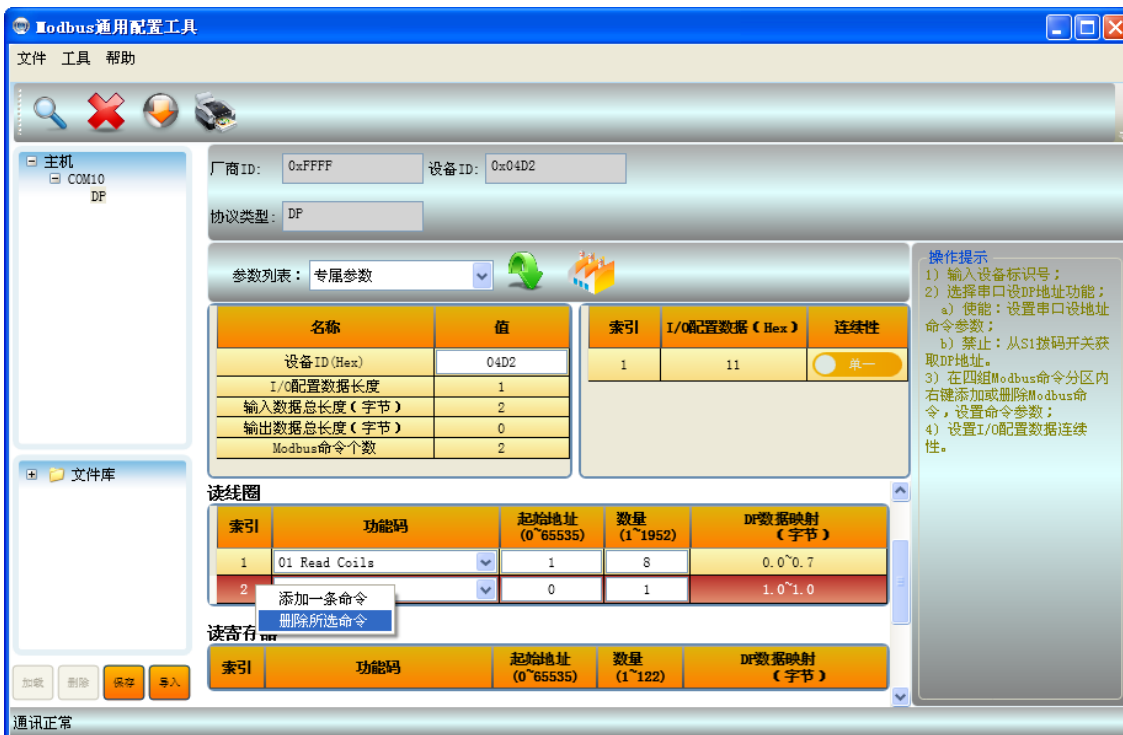 Modbus通用配置工具
文件 工具 帮助
主机
COM10
DP
厂商ID: 0xFFFF 设备ID: 0x04D2
协议类型: DP
参数列表： 专属参数
名称 值
设备ID(Hex) 04D2
I/O配置数据长度 1
输入数据总长度（字节） 2
输出数据总长度（字节） 0
Modbus命令个数 2
索引 I/O配置数据（Hex） 连续性
1 11 单一
操作提示
1) 输入设备标识号；
2) 选择串口设DP地址功能；
a) 使能：设置串口设地址
命令参数；
b) 禁止：从S1拨码开关获
取DP地址。
3) 在四组Modbus命令分区内
右键添加或删除Modbus命
令，设置命令参数；
4) 设置I/O配置数据连续
性。
文件库
读线圈
索引 功能码 起始地址 (0~65535) 数量 (1~1952) DP数据映射 （字节）
1 01 Read Coils 1 8 0.0~0.7
2 0 1 1.0~1.0
添加一条命令
删除所选命令
读寄存器
索引 功能码 起始地址 (0~65535) 数量 (1~122) DP数据映射 （字节）
加载 删除 保存 导入
通讯正常